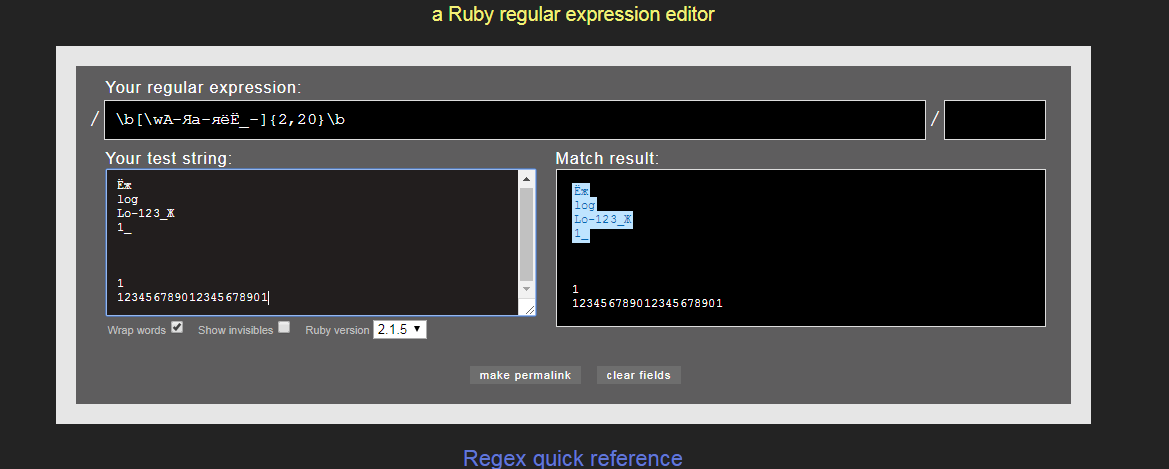 a Ruby regular expression editor
Your regular expression:
/ \b[\wА-Яа-яёЁ_-]{2,20}\b /
Your test string:
Ёж
log
Lo-123_Ж
1_
1
123456789012345678901
Wrap words Show invisibles Ruby version 2.1.5
Match result:
Ёж
log
Lo-123_Ж
1_
1
123456789012345678901
make permalink clear fields
Regex quick reference